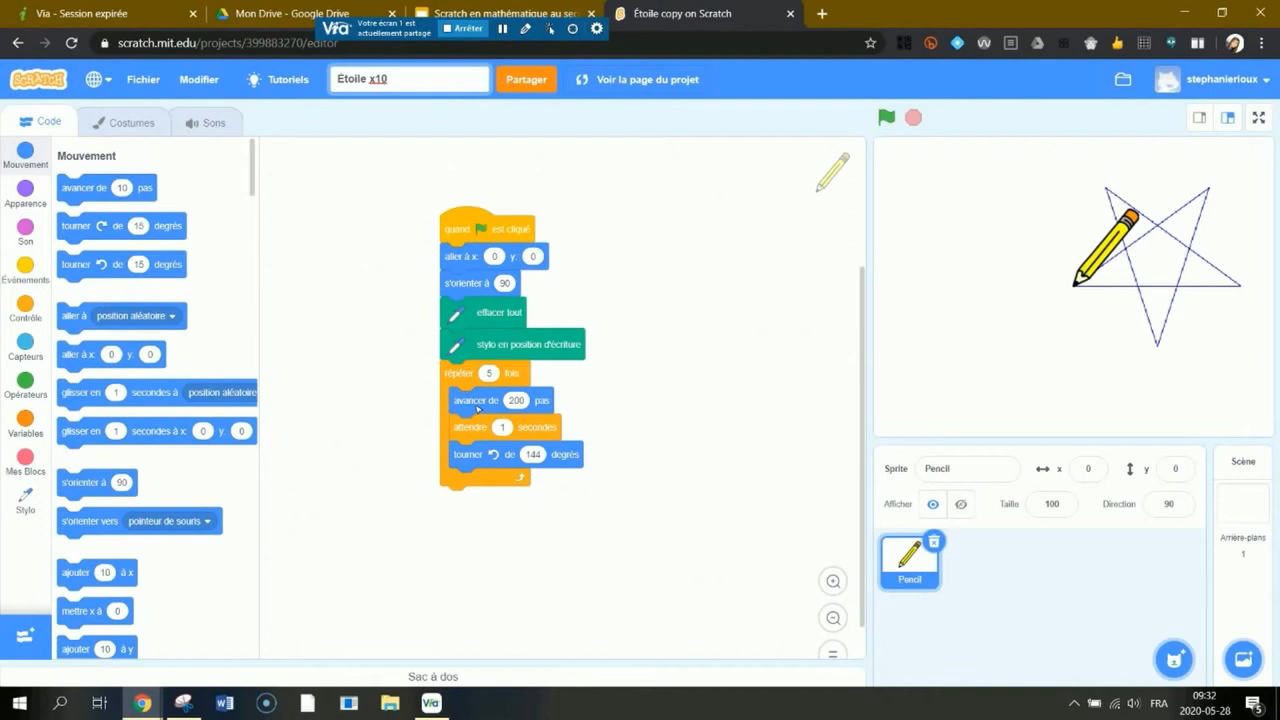 Via - Session expirée
Mon Drive - Google Drive
Scratch en mathématique au sec
Étoile copy on Scratch
Via
Votre écran 1 est
actuellement partagé
Arrêter
scratch.mit.edu/projects/399883270/editor
SCRATCH
Fichier
Modifier
Tutoriels
Étoile x10
Partager
Voir la page du projet
stephanierioux
Code
Costumes
Sons
Mouvement
Apparence
Son
Événements
Contrôle
Capteurs
Opérateurs
Variables
Mes Blocs
Stylo
Mouvement
avancer de 10 pas
tourner de 15 degrés
tourner de 15 degrés
aller à position aléatoire
aller à x: 0 y: 0
glisser en 1 secondes à position aléatoire
glisser en 1 secondes à x: 0 y: 0
s'orienter à 90
s'orienter vers pointeur de souris
ajouter 10 à x
mettre x à 0
ajouter 10 à y
quand est cliqué
aller à x: 0 y: 0
s'orienter à 90
effacer tout
stylo en position d'écriture
répéter 5 fois
avancer de 200 pas
attendre 1 secondes
tourner de 144 degrés
Sac à dos
Sprite Pencil x 0 y 0
Afficher Taille 100 Direction 90
Pencil
Scène
Arrière-plans
1
Via
FRA
09:32
2020-05-28
5